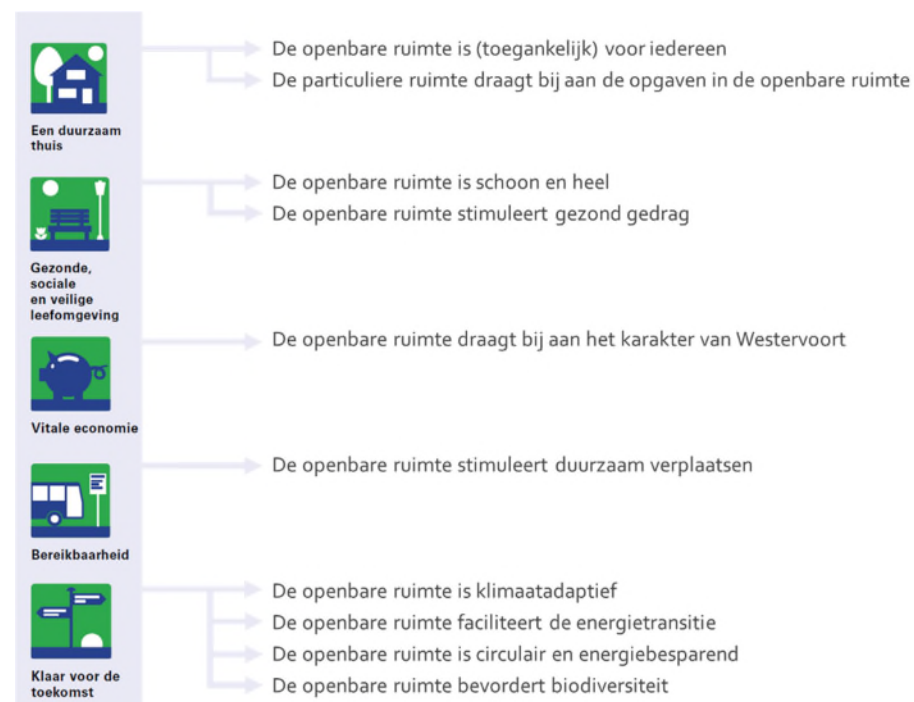 De openbare ruimte is (toegankelijk) voor iedereen
De particuliere ruimte draagt bij aan de opgaven in de openbare ruimte
Een duurzaam
thuis
De openbare ruimte is schoon en heel
De openbare ruimte stimuleert gezond gedrag
Gezonde,
sociale
en veilige
leefomgeving
De openbare ruimte draagt bij aan het karakter van Westervoort
Vitale economie
De openbare ruimte stimuleert duurzaam verplaatsen
Bereikbaarheid
De openbare ruimte is klimaatadaptief
De openbare ruimte faciliteert de energietransitie
De openbare ruimte is circulair en energiebesparend
De openbare ruimte bevordert biodiversiteit
Klaar voor de
toekomst